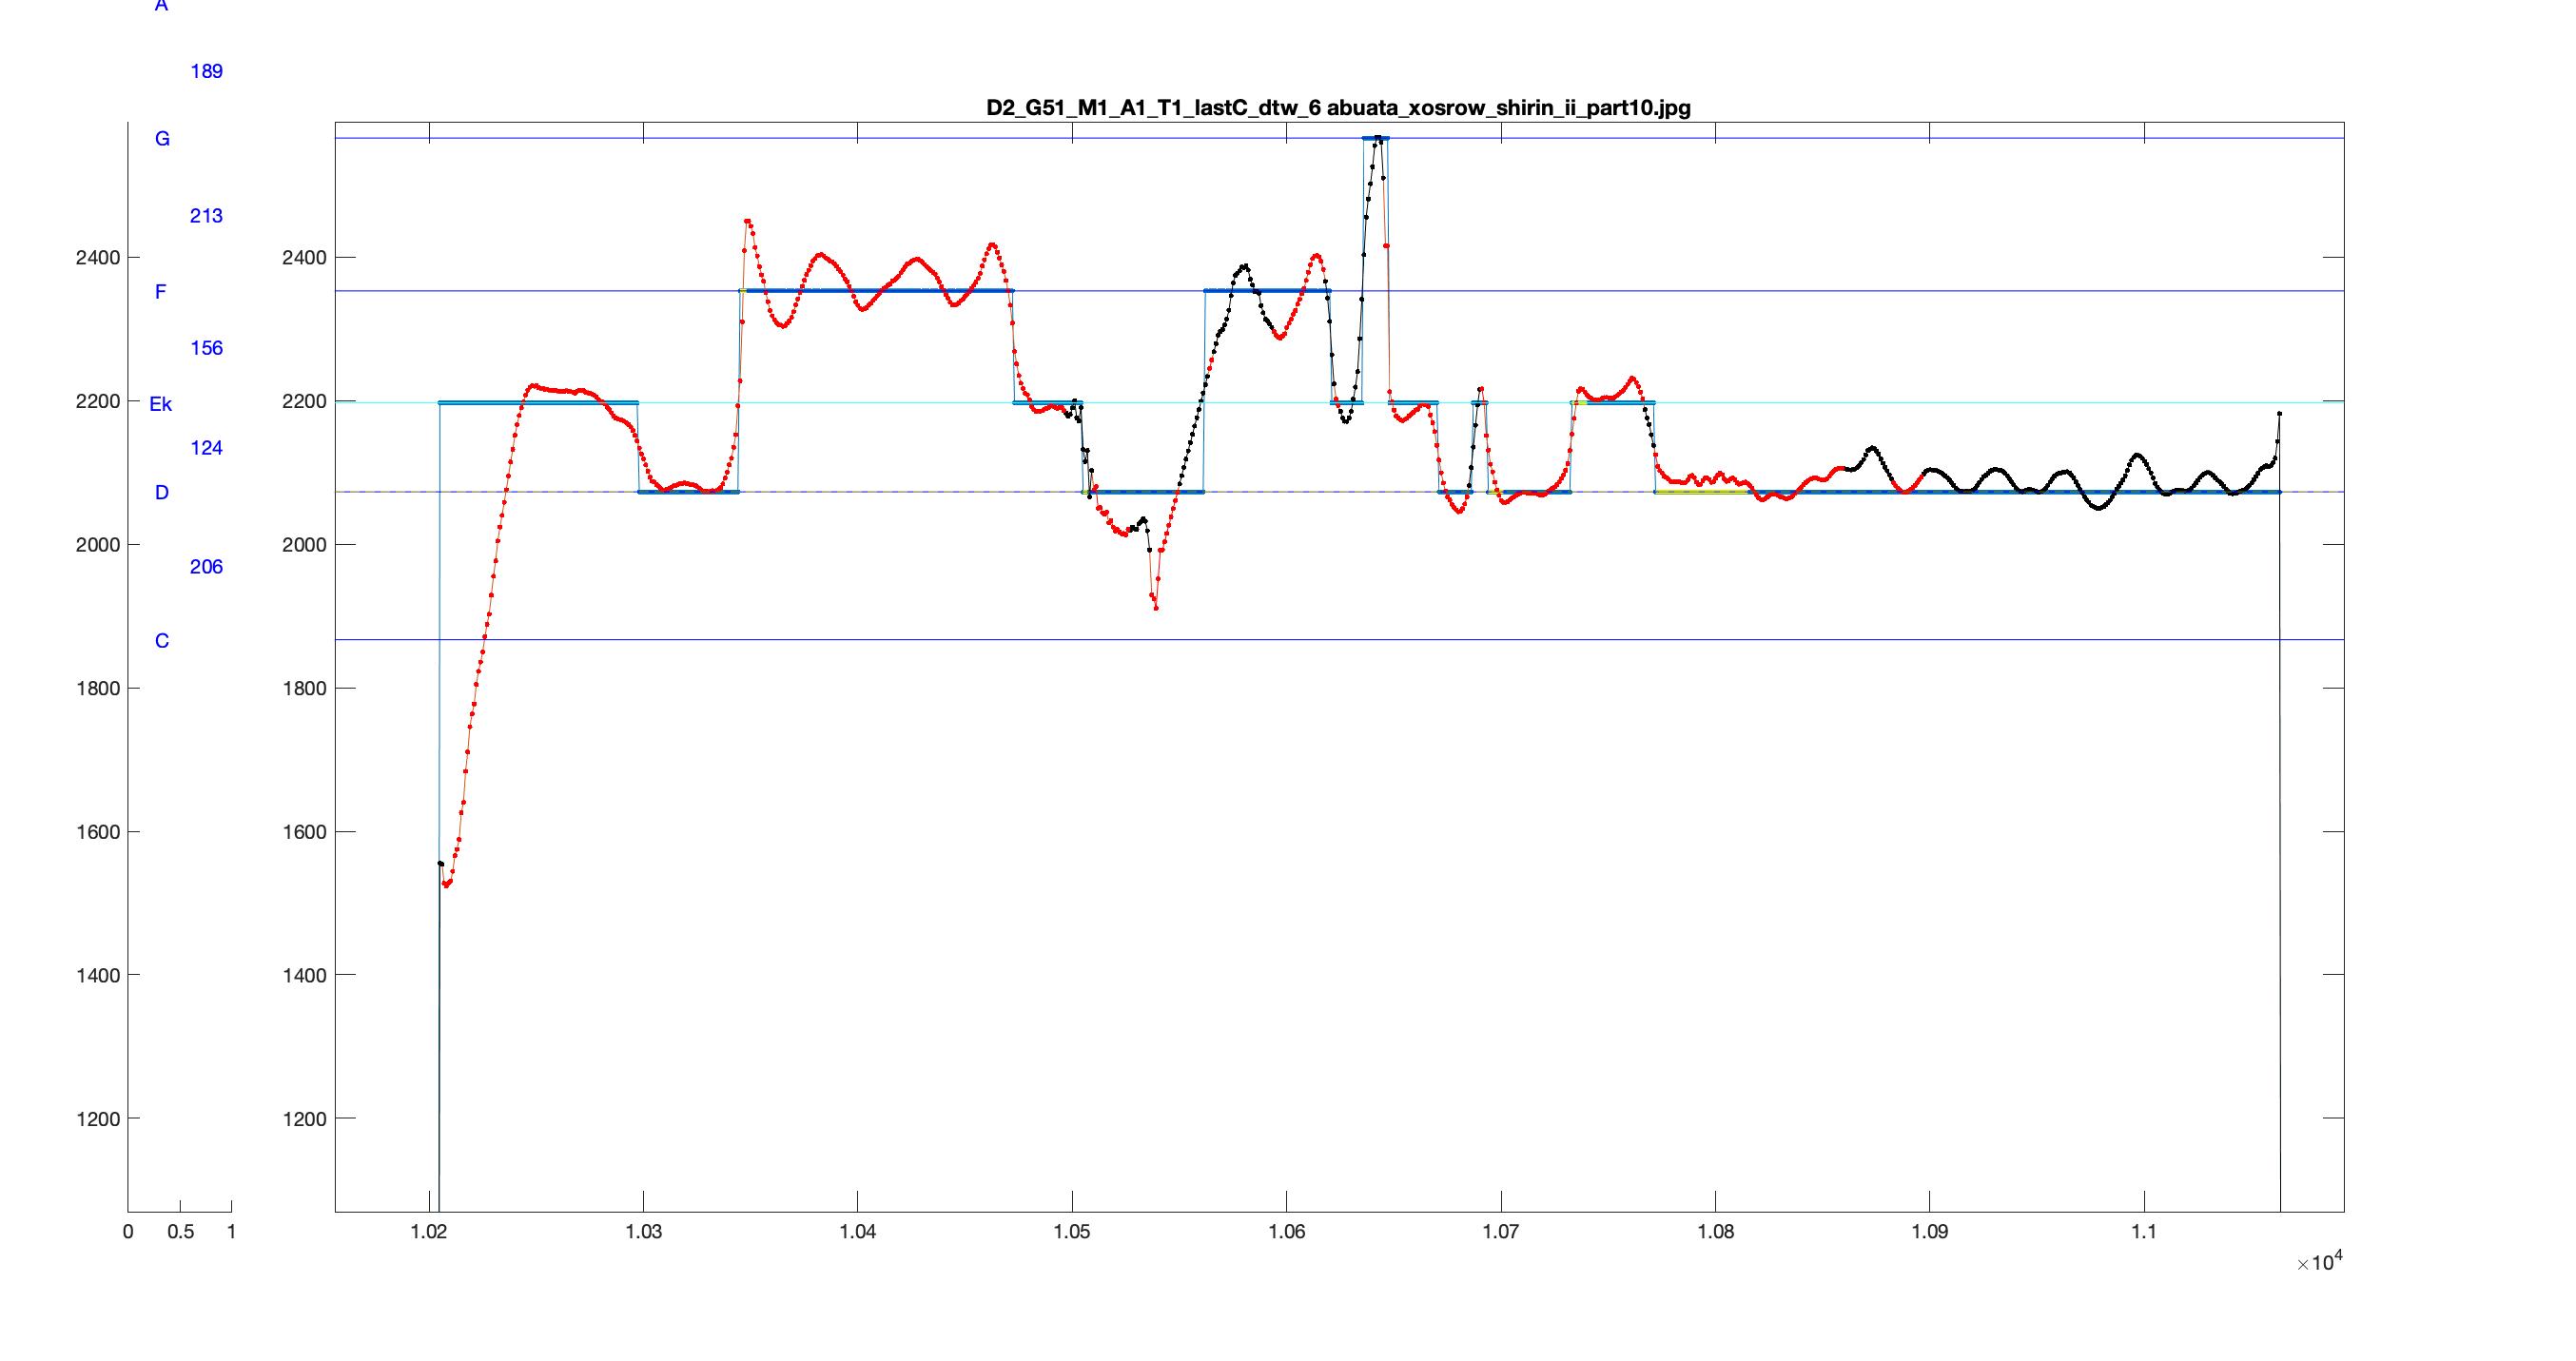 A
189
D2_G51_M1_A1_T1_lastC_dtw_6 abuata_xosrow_shirin_ii_part10.jpg
G
213
2400 2400
F
156
2200 Ek 2200
124
D
2000 2000
206
C
1800 1800
1600 1600
1400 1400
1200 1200
0 0.5 1 1.02 1.03 1.04 1.05 1.06 1.07 1.08 1.09 1.1
×10⁴